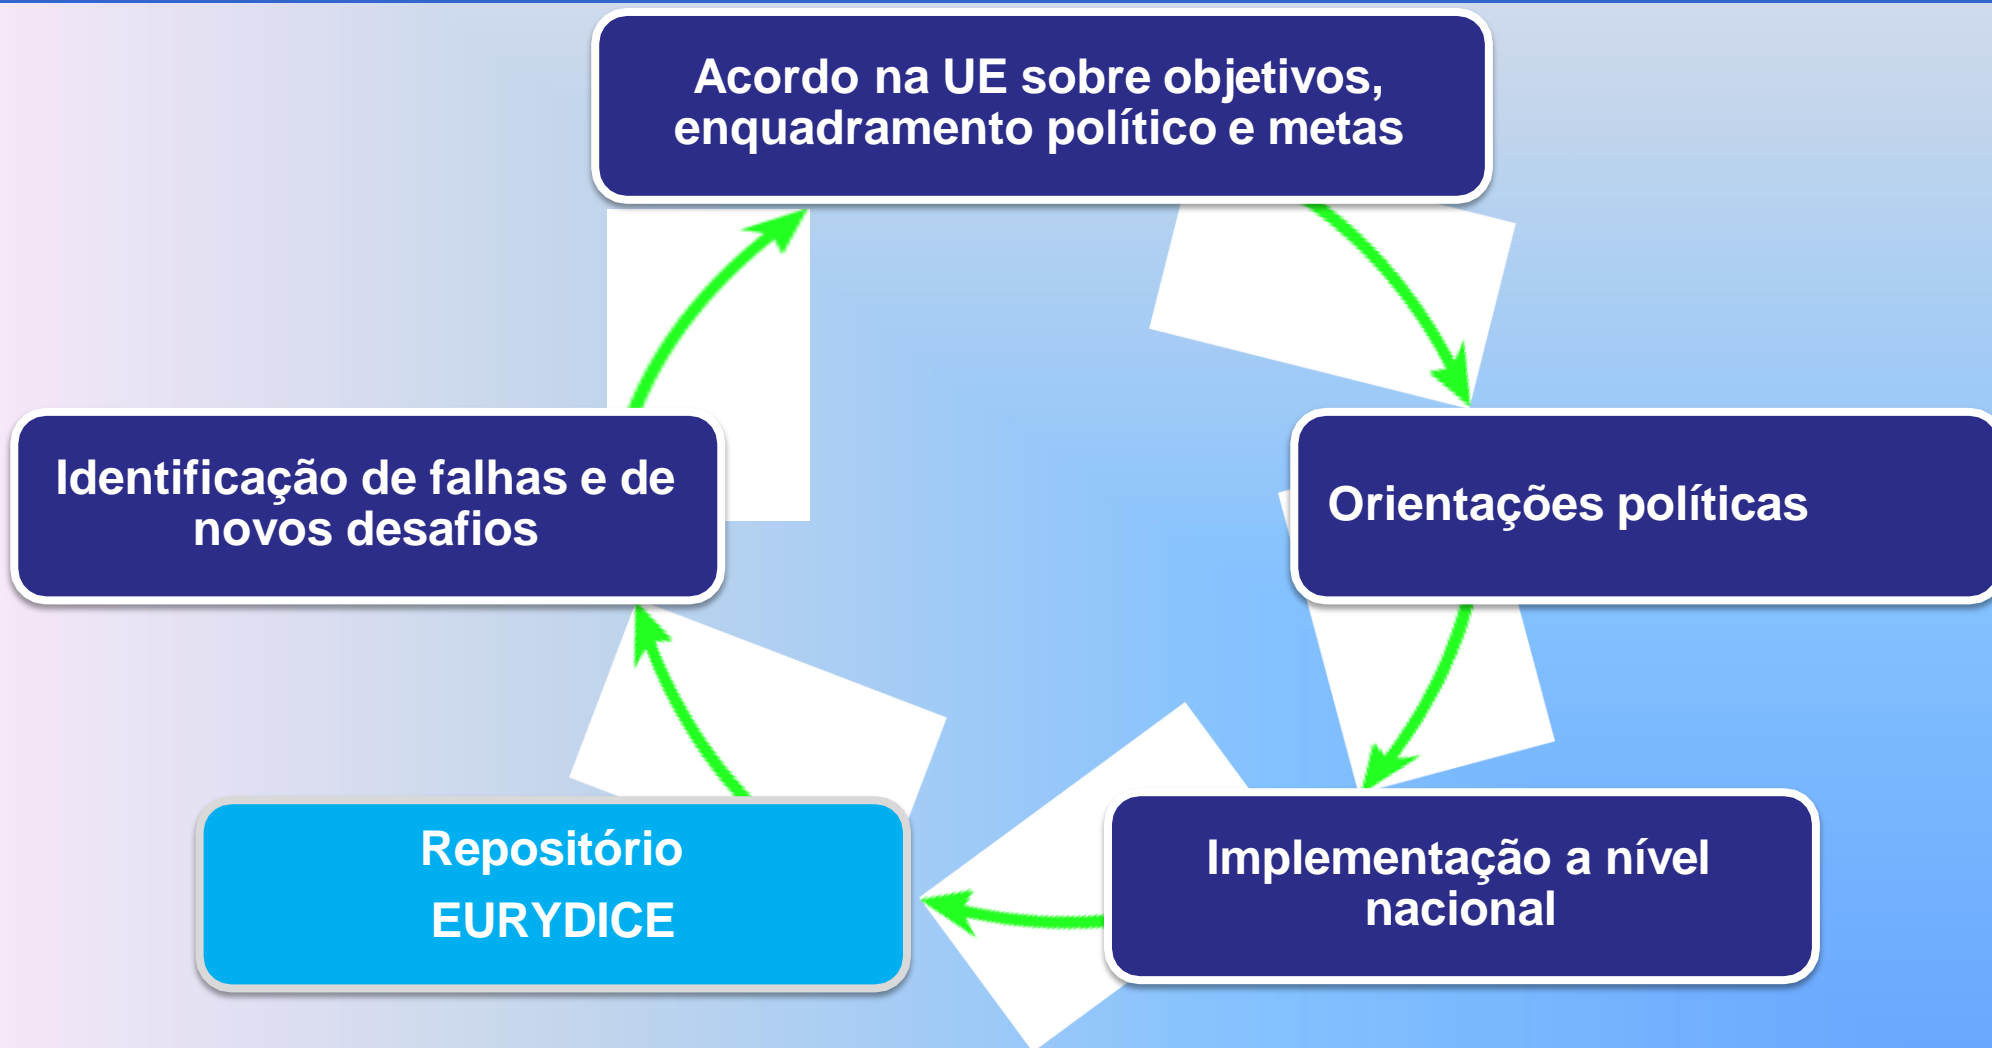 Acordo na UE sobre objetivos,
enquadramento político e metas
Identificação de falhas e de
novos desafios
Orientações políticas
Repositório
EURYDICE
Implementação a nível
nacional